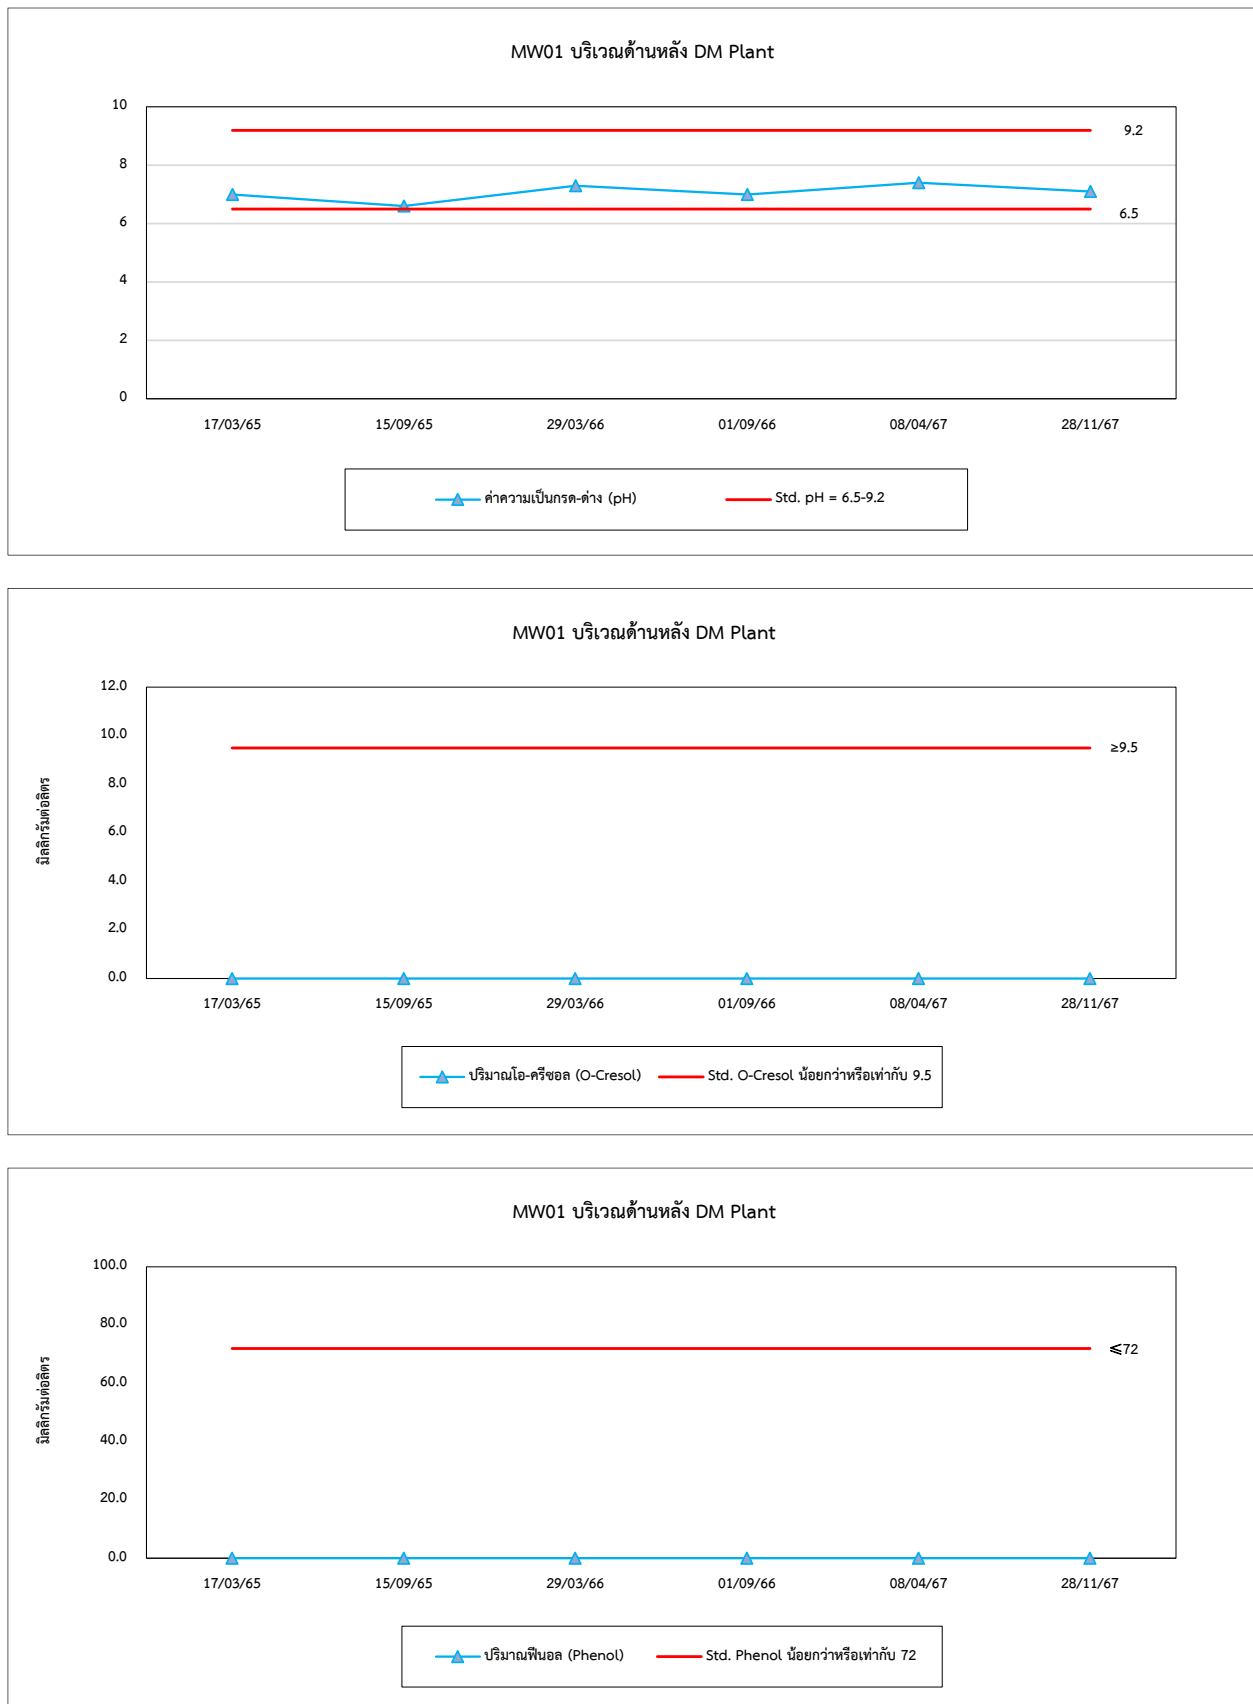 MW01 บริเวณด้านหลัง DM Plant
10
9.2
8
6.5
6
4
2
0
17/03/65 15/09/65 29/03/66 01/09/66 08/04/67 28/11/67
ค่าความเป็นกรด-ด่าง (pH) Std. pH = 6.5-9.2
MW01 บริเวณด้านหลัง DM Plant
มิลลิกรัมต่อลิตร
12.0
10.0
≥9.5
8.0
6.0
4.0
2.0
0.0
17/03/65 15/09/65 29/03/66 01/09/66 08/04/67 28/11/67
ปริมาณโอ-ครีซอล (O-Cresol) Std. O-Cresol น้อยกว่าหรือเท่ากับ 9.5
MW01 บริเวณด้านหลัง DM Plant
มิลลิกรัมต่อลิตร
100.0
80.0
⩽72
60.0
40.0
20.0
0.0
17/03/65 15/09/65 29/03/66 01/09/66 08/04/67 28/11/67
ปริมาณฟีนอล (Phenol) Std. Phenol น้อยกว่าหรือเท่ากับ 72